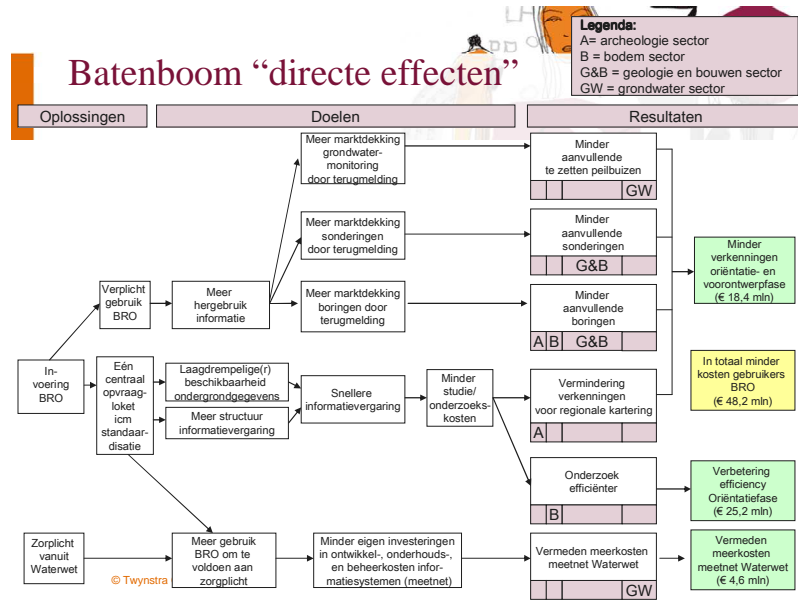 Legenda:
A= archeologie sector
B = bodem sector
G&B = geologie en bouwen sector
GW = grondwater sector
Batenboom “directe effecten”
Oplossingen
Doelen
Resultaten
Meer marktdekking
grondwater-
monitoring
door terugmelding
Minder
aanvullende
te zetten peilbuizen
GW
Meer marktdekking
sonderingen
door terugmelding
Minder
aanvullende
sonderingen
G&B
Minder
verkenningen
oriëntatie- en
voorontwerpfase
(€ 18,4 mln)
Verplicht
gebruik
BRO
Meer
hergebruik
informatie
Meer marktdekking
boringen door
terugmelding
Minder
aanvullende
boringen
A B G&B
In-
voering
BRO
Eén
centraal
opvraag-
loket
icm
standaar-
disatie
Laagdrempelige(r)
beschikbaarheid
ondergrondgegevens
Meer structuur
informatievergaring
Snellere
informatievergaring
Minder
studie/
onderzoeks-
kosten
Vermindering
verkenningen
voor regionale kartering
A
In totaal minder
kosten gebruikers
BRO
(€ 48,2 mln)
Onderzoek
efficiënter
B
Verbetering
efficiency
Oriëntatiefase
(€ 25,2 mln)
Zorplicht
vanuit
Waterwet
Meer gebruik
BRO om te
voldoen aan
zorgplicht
Minder eigen investeringen
in ontwikkel-, onderhouds-,
en beheerkosten infor-
matiesystemen (meetnet)
Vermeden meerkosten
meetnet Waterwet
GW
Vermeden
meerkosten
meetnet Waterwet
(€ 4,6 mln)
© Twynstra